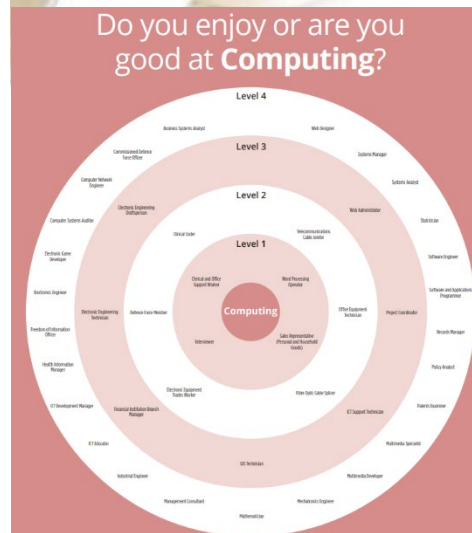 Do you enjoy or are you
good at Computing?
Level 4
Business Systems Analyst
Web Designer
Commissioned Defence
Force Officer
Systems Manager
Computer Network
Engineer
Systems Analyst
Computer Systems Auditor
Statistician
Electronic Game
Developer
Software Engineer
Electronics Engineer
Software and Applications
Programmer
Freedom of Information
Officer
Records Manager
Health Information
Manager
Policy Analyst
ICT Development Manager
Patents Examiner
ICT Educator
Multimedia Specialist
Industrial Engineer
Multimedia Developer
Management Consultant
Mechatronics Engineer
Mathematician
Level 3
Electronic Engineering
Draftsperson
Web Administrator
Electronic Engineering
Technician
Project Coordinator
Financial Institution Branch
Manager
ICT Support Technician
GIS Technician
Level 2
Clinical Coder
Telecommunications
Cable Jointer
Defence Force Member
Office Equipment
Technician
Electronic Equipment
Trades Worker
Fibre Optic Cable Splicer
Level 1
Clerical and Office
Support Worker
Word Processing
Operator
Computing
Interviewer
Sales Representative
(Personal and Household
Goods)